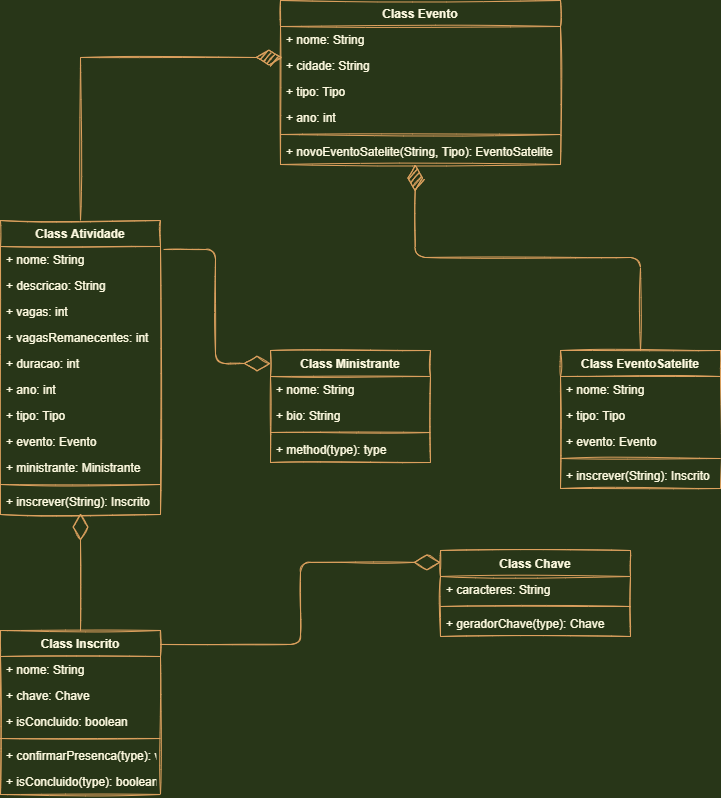 Class Evento
+ nome: String
+ cidade: String
+ tipo: Tipo
+ ano: int
+ novoEventoSatelite(String, Tipo): EventoSatelite
Class Atividade
+ nome: String
+ descricao: String
+ vagas: int
+ vagasRemanecentes: int
+ duracao: int
+ ano: int
+ tipo: Tipo
+ evento: Evento
+ ministrante: Ministrante
+ inscrever(String): Inscrito
Class Ministrante
+ nome: String
+ bio: String
+ method(type): type
Class EventoSatelite
+ nome: String
+ tipo: Tipo
+ evento: Evento
+ inscrever(String): Inscrito
Class Chave
+ caracteres: String
+ geradorChave(type): Chave
Class Inscrito
+ nome: String
+ chave: Chave
+ isConcluido: boolean
+ confirmarPresenca(type):
+ isConcluido(type): boolean